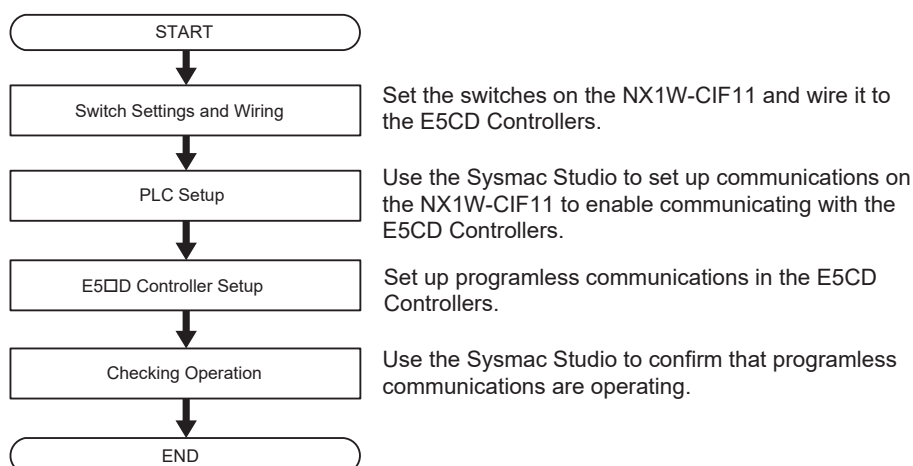 START
Switch Settings and Wiring
Set the switches on the NX1W-CIF11 and wire it to
the E5CD Controllers.
PLC Setup
Use the Sysmac Studio to set up communications on
the NX1W-CIF11 to enable communicating with the
E5CD Controllers.
E5□D Controller Setup
Set up programless communications in the E5CD
Controllers.
Checking Operation
Use the Sysmac Studio to confirm that programless
communications are operating.
END